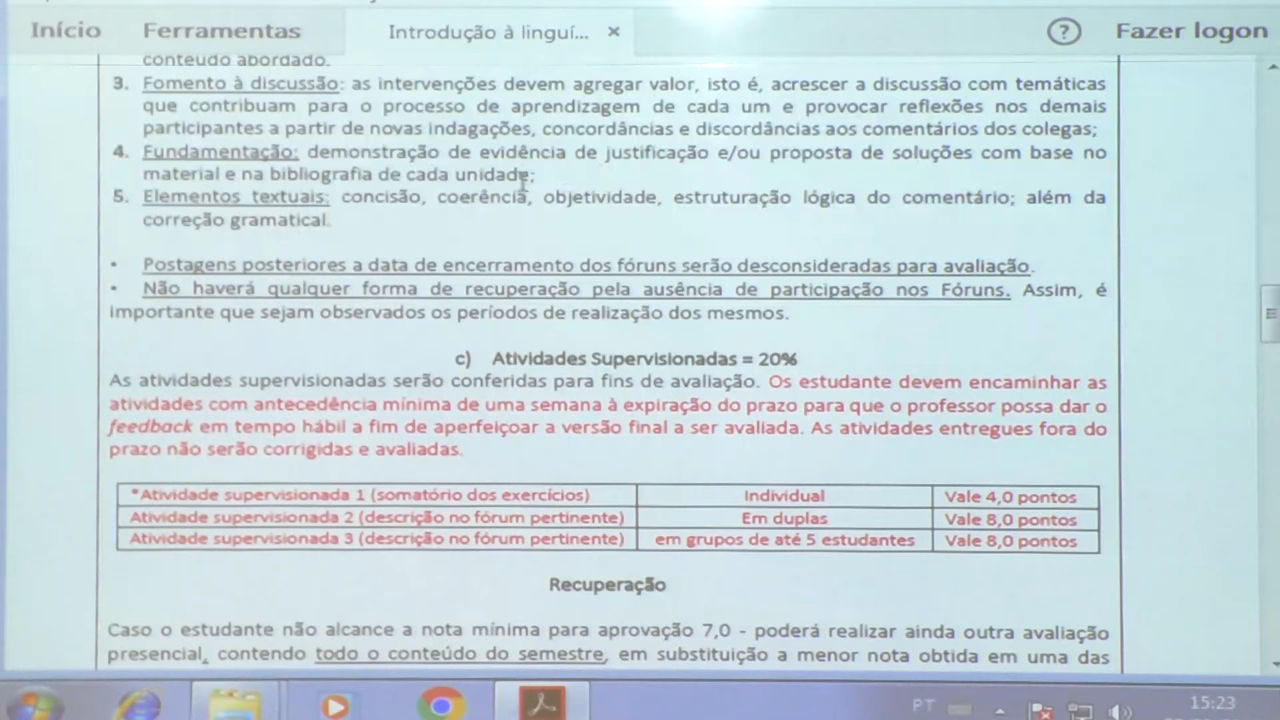 Início Ferramentas Introdução à linguí... × ? Fazer logon
conteúdo abordado.
3. Fomento à discussão: as intervenções devem agregar valor, isto é, acrescer a discussão com temáticas
que contribuam para o processo de aprendizagem de cada um e provocar reflexões nos demais
participantes a partir de novas indagações, concordâncias e discordâncias aos comentários dos colegas;
4. Fundamentação: demonstração de evidência de justificação e/ou proposta de soluções com base no
material e na bibliografia de cada unidade;
5. Elementos textuais: concisão, coerência, objetividade, estruturação lógica do comentário; além da
correção gramatical.
• Postagens posteriores a data de encerramento dos fóruns serão desconsideradas para avaliação.
• Não haverá qualquer forma de recuperação pela ausência de participação nos Fóruns. Assim, é
importante que sejam observados os períodos de realização dos mesmos.
c) Atividades Supervisionadas = 20%
As atividades supervisionadas serão conferidas para fins de avaliação. Os estudante devem encaminhar as
atividades com antecedência mínima de uma semana à expiração do prazo para que o professor possa dar o
feedback em tempo hábil a fim de aperfeiçoar a versão final a ser avaliada. As atividades entregues fora do
prazo não serão corrigidas e avaliadas.
*Atividade supervisionada 1 (somatório dos exercícios) Individual Vale 4,0 pontos
Atividade supervisionada 2 (descrição no fórum pertinente) Em duplas Vale 8,0 pontos
Atividade supervisionada 3 (descrição no fórum pertinente) em grupos de até 5 estudantes Vale 8,0 pontos
Recuperação
Caso o estudante não alcance a nota mínima para aprovação 7,0 - poderá realizar ainda outra avaliação
presencial, contendo todo o conteúdo do semestre, em substituição a menor nota obtida em uma das
PT 15:23